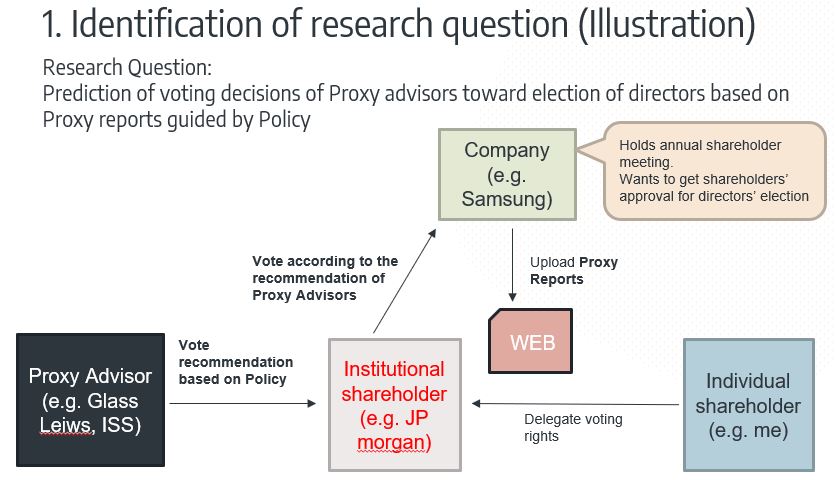 1. Identification of research question (Illustration)
Research Question:
Prediction of voting decisions of Proxy advisors toward election of directors based on
Proxy reports guided by Policy
Company
(e.g.
Samsung)
Holds annual shareholder
meeting.
Wants to get shareholders'
approval for directors' election
Vote according to the
recommendation of
Proxy Advisors
Upload Proxy
Reports
WEB
Vote
recommendation
based on Policy
Proxy Advisor
(e.g. Glass
Leiws, ISS)
Institutional
shareholder
(e.g. JP
morgan)
Delegate voting
rights
Individual
shareholder
(e.g. me)